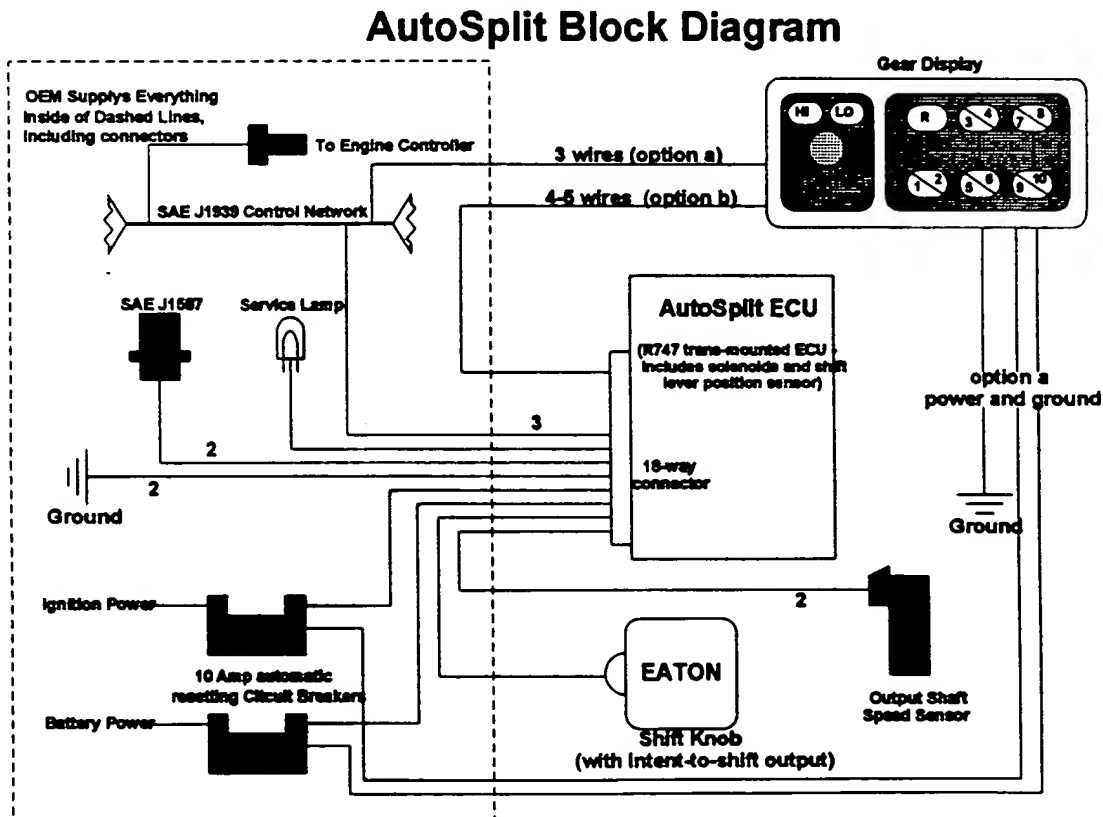 AutoSplit Block Diagram
Gear Display
OEM Supplys Everything
Inside of Dashed Lines,
including connectors
To Engine Controller
HI LO
R 3 4 7 8
1 2 5 6 9 10
3 wires (option a)
4-5 wires (option b)
SAE J1939 Control Network
SAE J1587
Service Lamp
AutoSplit ECU
(R747 trans-mounted ECU -
includes solenoids and shift
lever position sensor)
option a
power and ground
3
2
18-way
connector
2
Ground
Ground
Ignition Power
2
10 Amp automatic
resetting Circuit Breakers
EATON
Output Shaft
Speed Sensor
Battery Power
Shift Knob
(with intent-to-shift output)